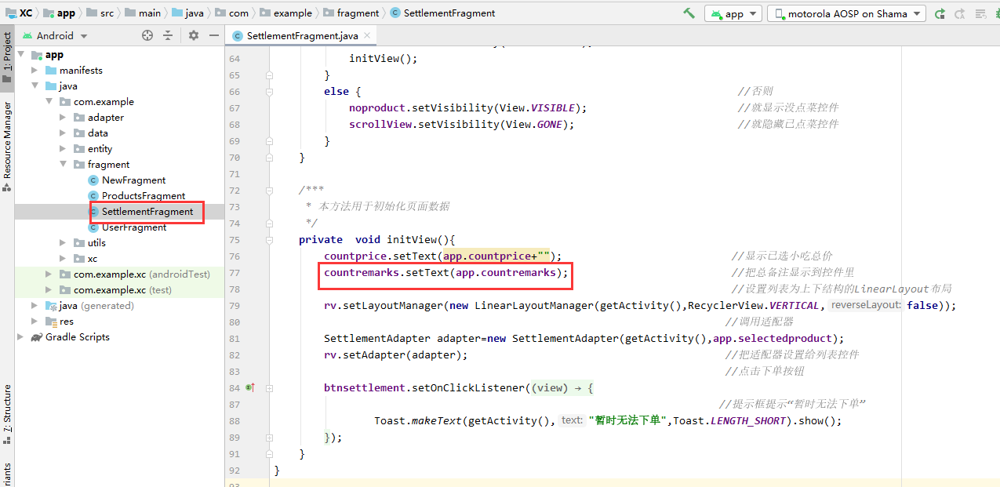 XC app src main java com example fragment SettlementFragment app motorola AOSP on Shama
Android SettlementFragment.java
1: Project
Resource Manager
7: Structure
app
manifests
java
com.example
adapter
data
entity
fragment
NewFragment
ProductsFragment
SettlementFragment
UserFragment
utils
xc
com.example.xc (androidTest)
com.example.xc (test)
java (generated)
res
Gradle Scripts
64 initView();
65 }
66 else { //否则
67 noproduct.setVisibility(View.VISIBLE); //就显示没点菜控件
68 scrollView.setVisibility(View.GONE); //就隐藏已点菜控件
69 }
70 }
71
72 /***
73 * 本方法用于初始化页面数据
74 */
75 private void initView(){
76 countprice.setText(app.countprice+""); //显示已选小吃总价
77 countremarks.setText(app.countremarks); //把总备注显示到控件里
78 //设置列表为上下结构的LinearLayout布局
79 rv.setLayoutManager(new LinearLayoutManager(getActivity(),RecyclerView.VERTICAL, reverseLayout: false));
80 //调用适配器
81 SettlementAdapter adapter=new SettlementAdapter(getActivity(),app.selectedproduct);
82 rv.setAdapter(adapter); //把适配器设置给列表控件
83 //点击下单按钮
84 btnsettlement.setOnClickListener((view) → {
87 //提示框提示“暂时无法下单”
88 Toast.makeText(getActivity(), text: "暂时无法下单",Toast.LENGTH_SHORT).show();
89 });
91 }
92 }